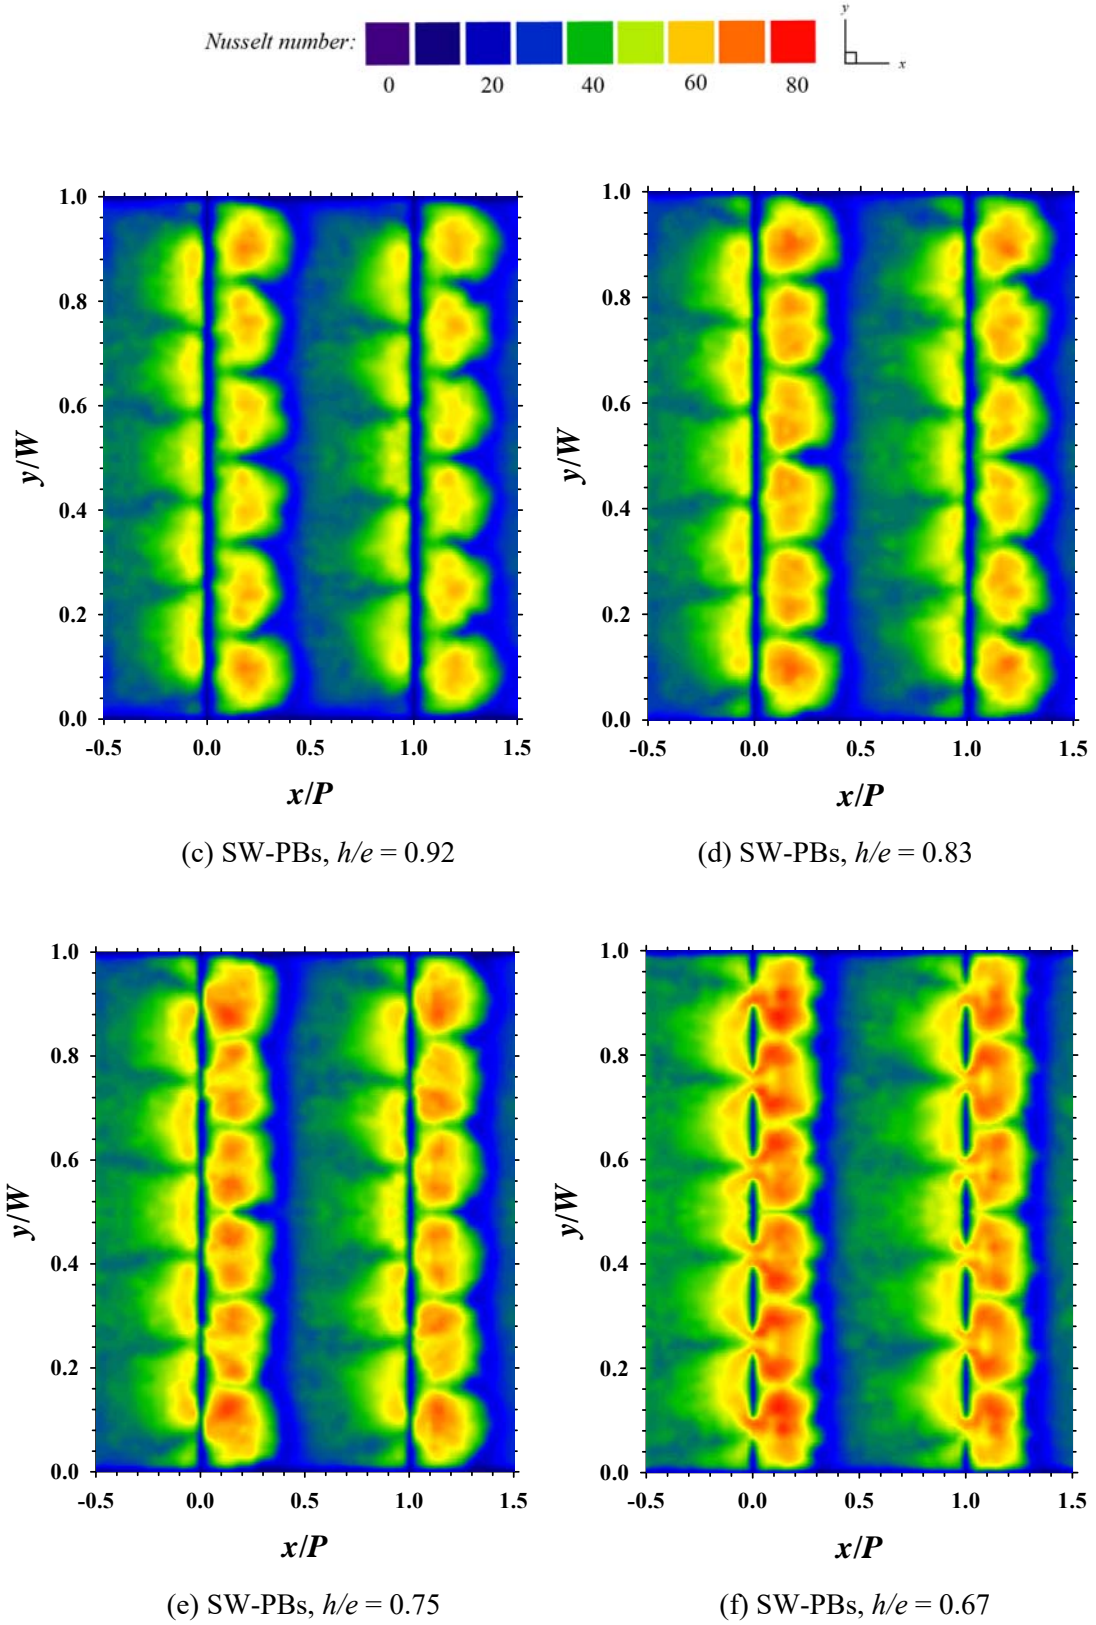 Nusselt number:
0 20 40 60 80
y
x
1.0
0.8
0.6
0.4
0.2
0.0
y/W
-0.5 0.0 0.5 1.0 1.5
x/P
(c) SW-PBs, h/e = 0.92
1.0
0.8
0.6
0.4
0.2
0.0
y/W
-0.5 0.0 0.5 1.0 1.5
x/P
(d) SW-PBs, h/e = 0.83
1.0
0.8
0.6
0.4
0.2
0.0
y/W
-0.5 0.0 0.5 1.0 1.5
x/P
(e) SW-PBs, h/e = 0.75
1.0
0.8
0.6
0.4
0.2
0.0
y/W
-0.5 0.0 0.5 1.0 1.5
x/P
(f) SW-PBs, h/e = 0.67